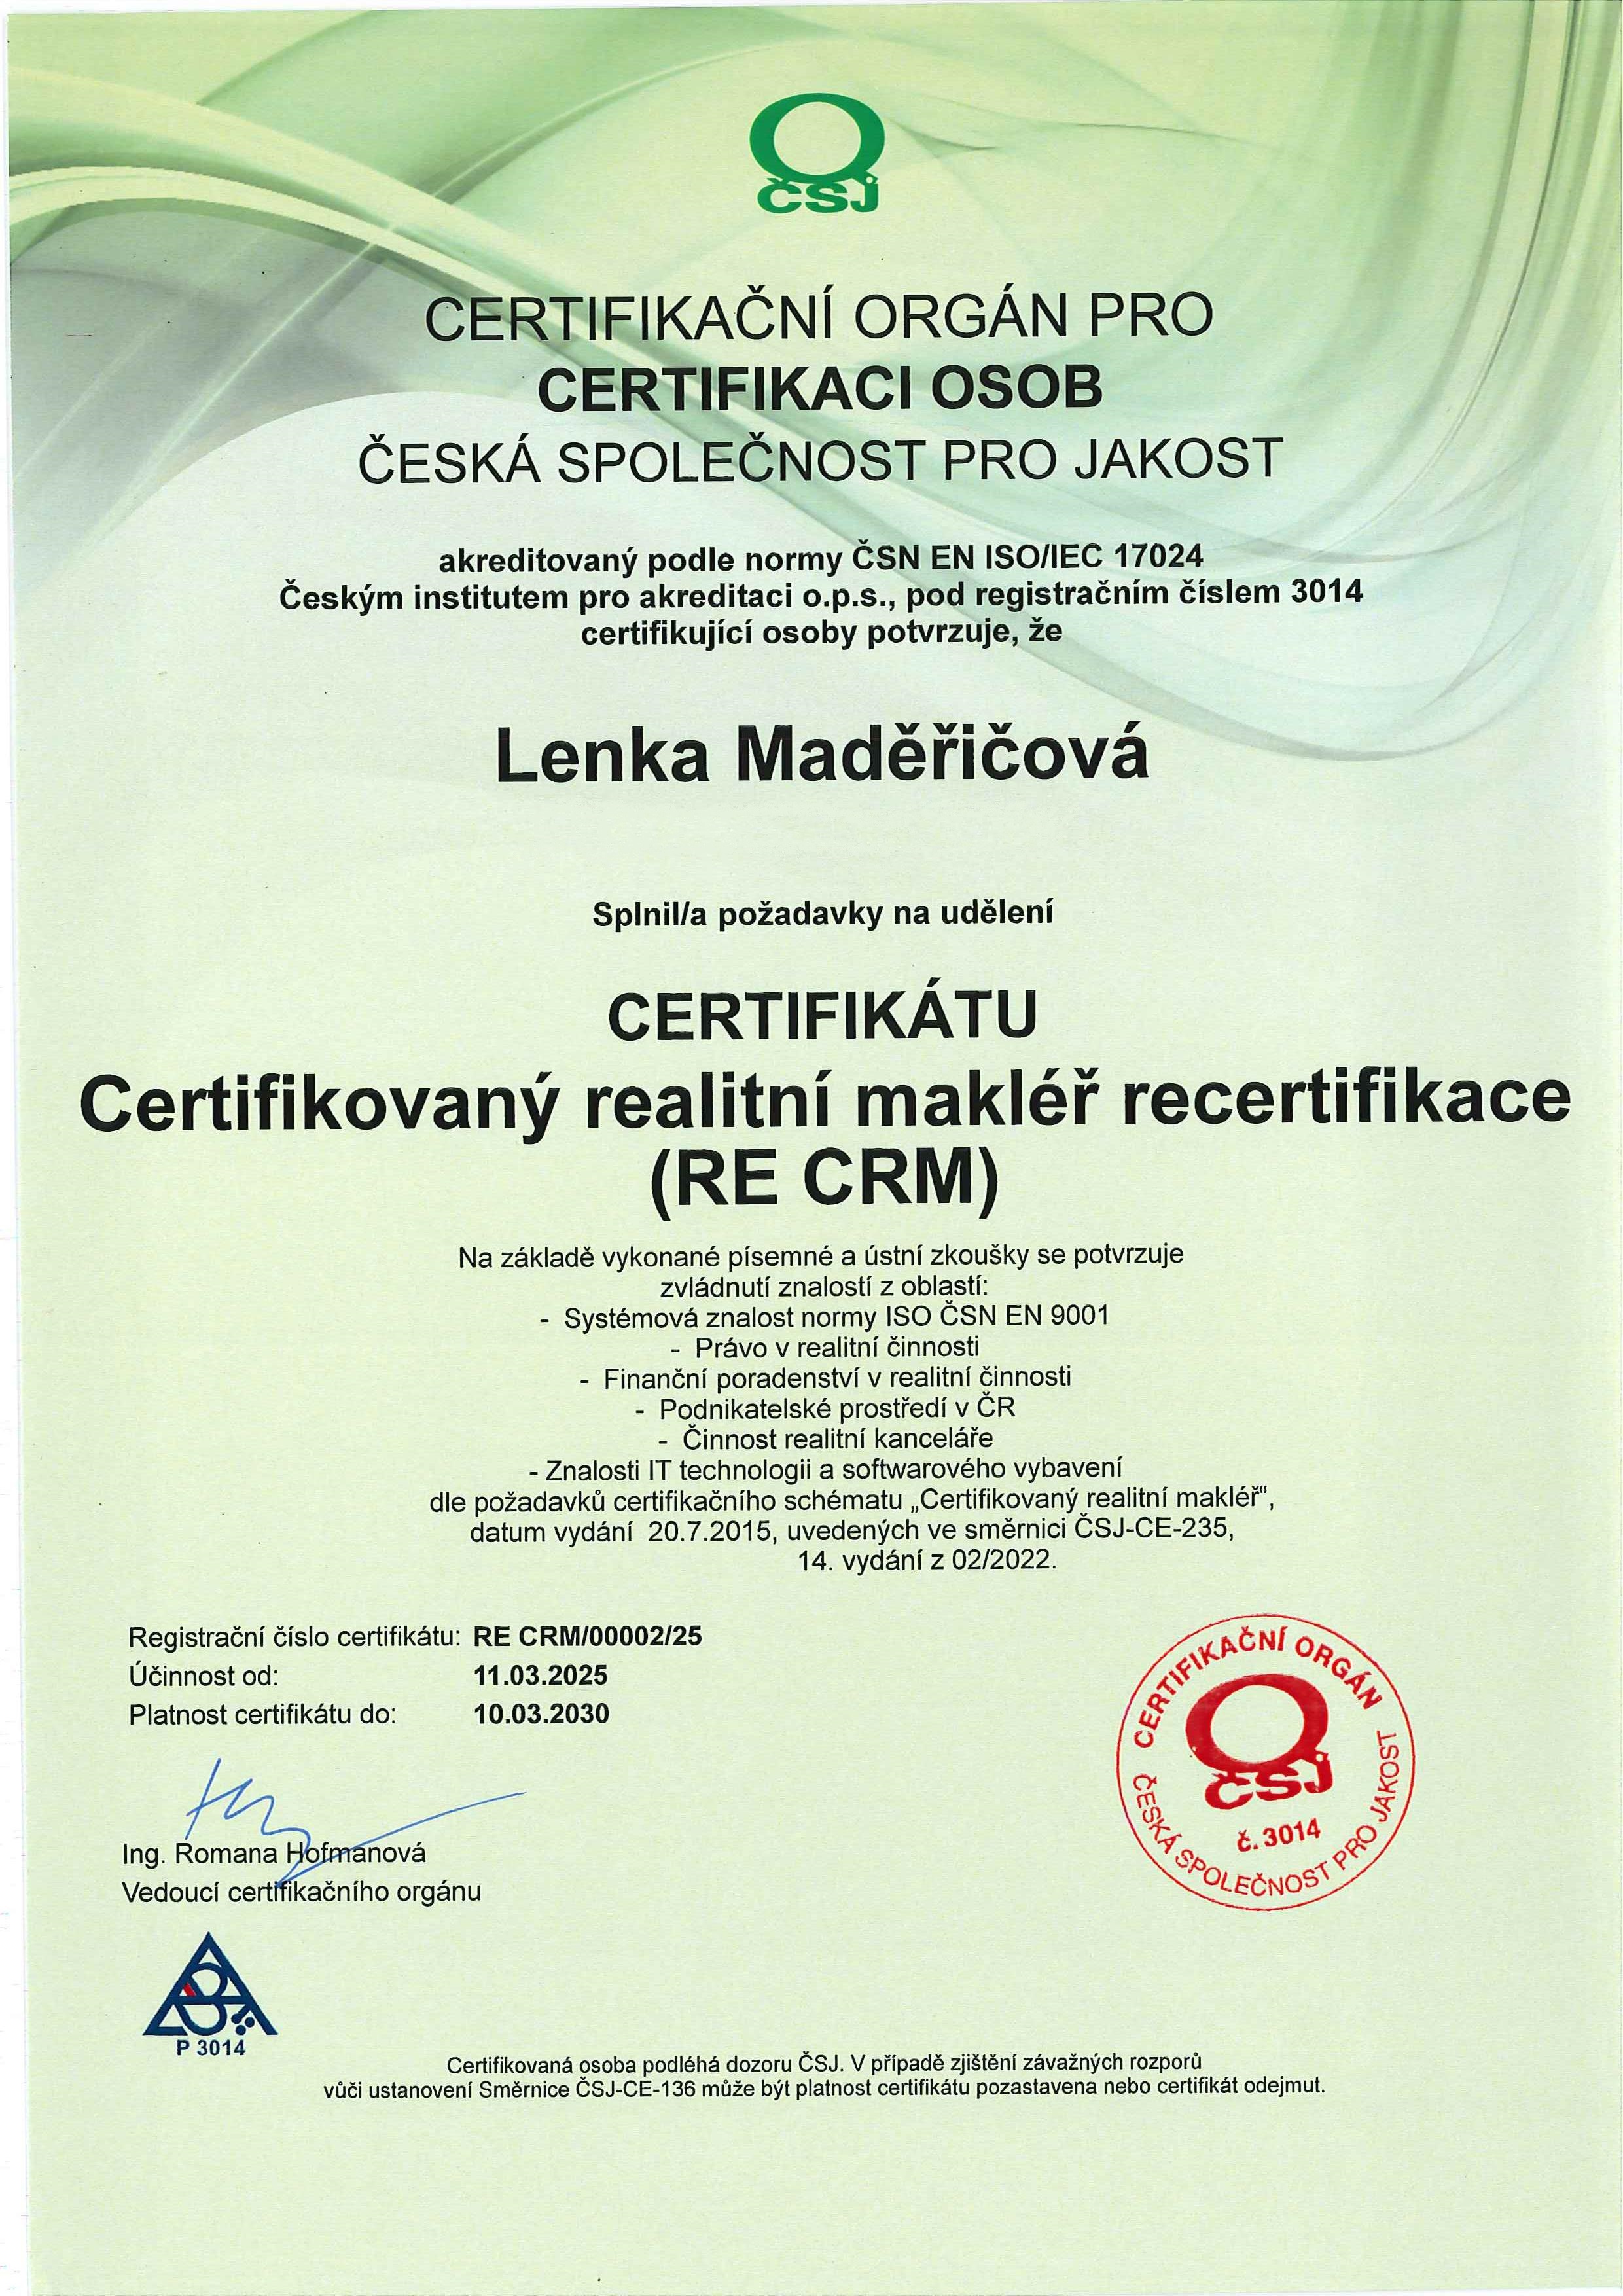 ČSJ
CERTIFIKAČNÍ ORGÁN PRO
CERTIFIKACI OSOB
ČESKÁ SPOLEČNOST PRO JAKOST
akreditovaný podle normy ČSN EN ISO/IEC 17024
Českým institutem pro akreditaci o.p.s., pod registračním číslem 3014
certifikující osoby potvrzuje, že
Lenka Maděřičová
Splnil/a požadavky na udělení
CERTIFIKÁTU
Certifikovaný realitní makléř recertifikace
(RE CRM)
Na základě vykonané písemné a ústní zkoušky se potvrzuje
zvládnutí znalostí z oblastí:
- Systémová znalost normy ISO ČSN EN 9001
- Právo v realitní činnosti
- Finanční poradenství v realitní činnosti
- Podnikatelské prostředí v ČR
- Činnost realitní kanceláře
- Znalosti IT technologii a softwarového vybavení
dle požadavků certifikačního schématu „Certifikovaný realitní makléř“,
datum vydání 20.7.2015, uvedených ve směrnici ČSJ-CE-235,
14. vydání z 02/2022.
Registrační číslo certifikátu: RE CRM/00002/25
Účinnost od: 11.03.2025
Platnost certifikátu do: 10.03.2030
Ing. Romana Hofmanová
Vedoucí certifikačního orgánu
CERTIFIKAČNÍ ORGÁN
ČSJ
č. 3014
ČESKÁ SPOLEČNOST PRO JAKOST
P 3014
Certifikovaná osoba podléhá dozoru ČSJ. V případě zjištění závažných rozporů
vůči ustanovení Směrnice ČSJ-CE-136 může být platnost certifikátu pozastavena nebo certifikát odejmut.